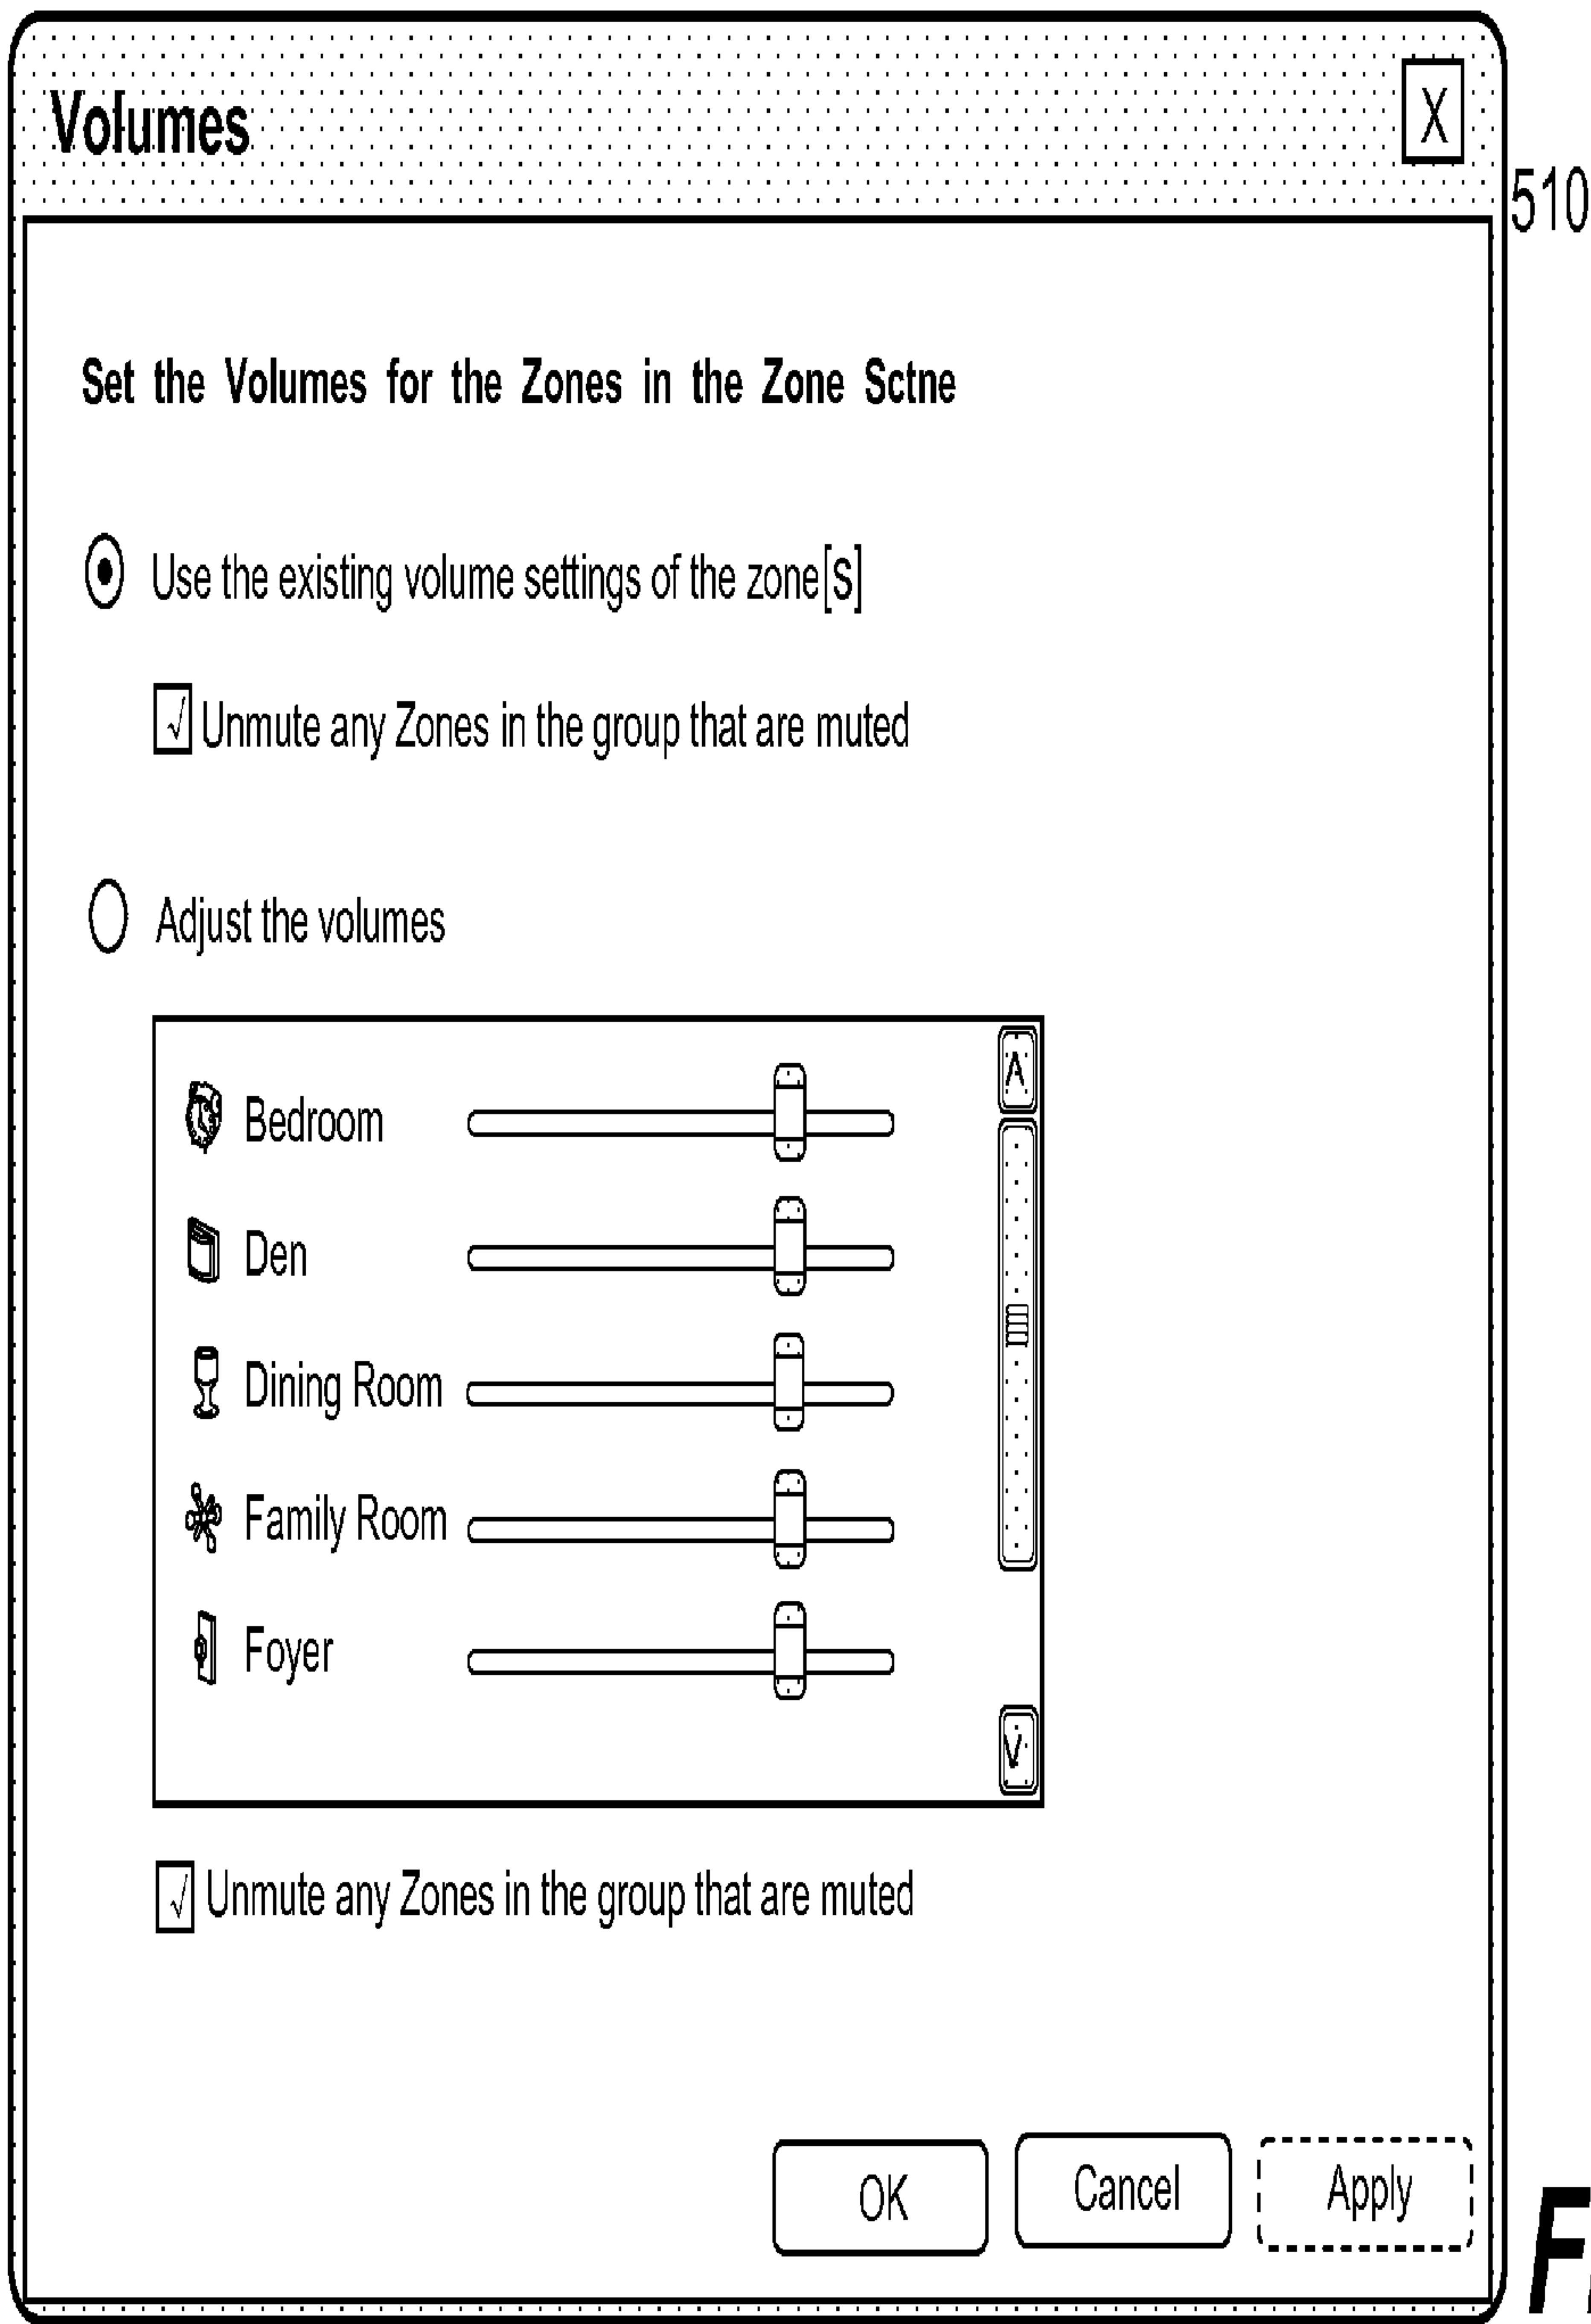 Volumes
X
510
Set the Volumes for the Zones in the Zone Sctne
Use the existing volume settings of the zone[s]
Unmute any Zones in the group that are muted
Adjust the volumes
Bedroom
Den
Dining Room
Family Room
Foyer
Unmute any Zones in the group that are muted
OK
Cancel
Apply